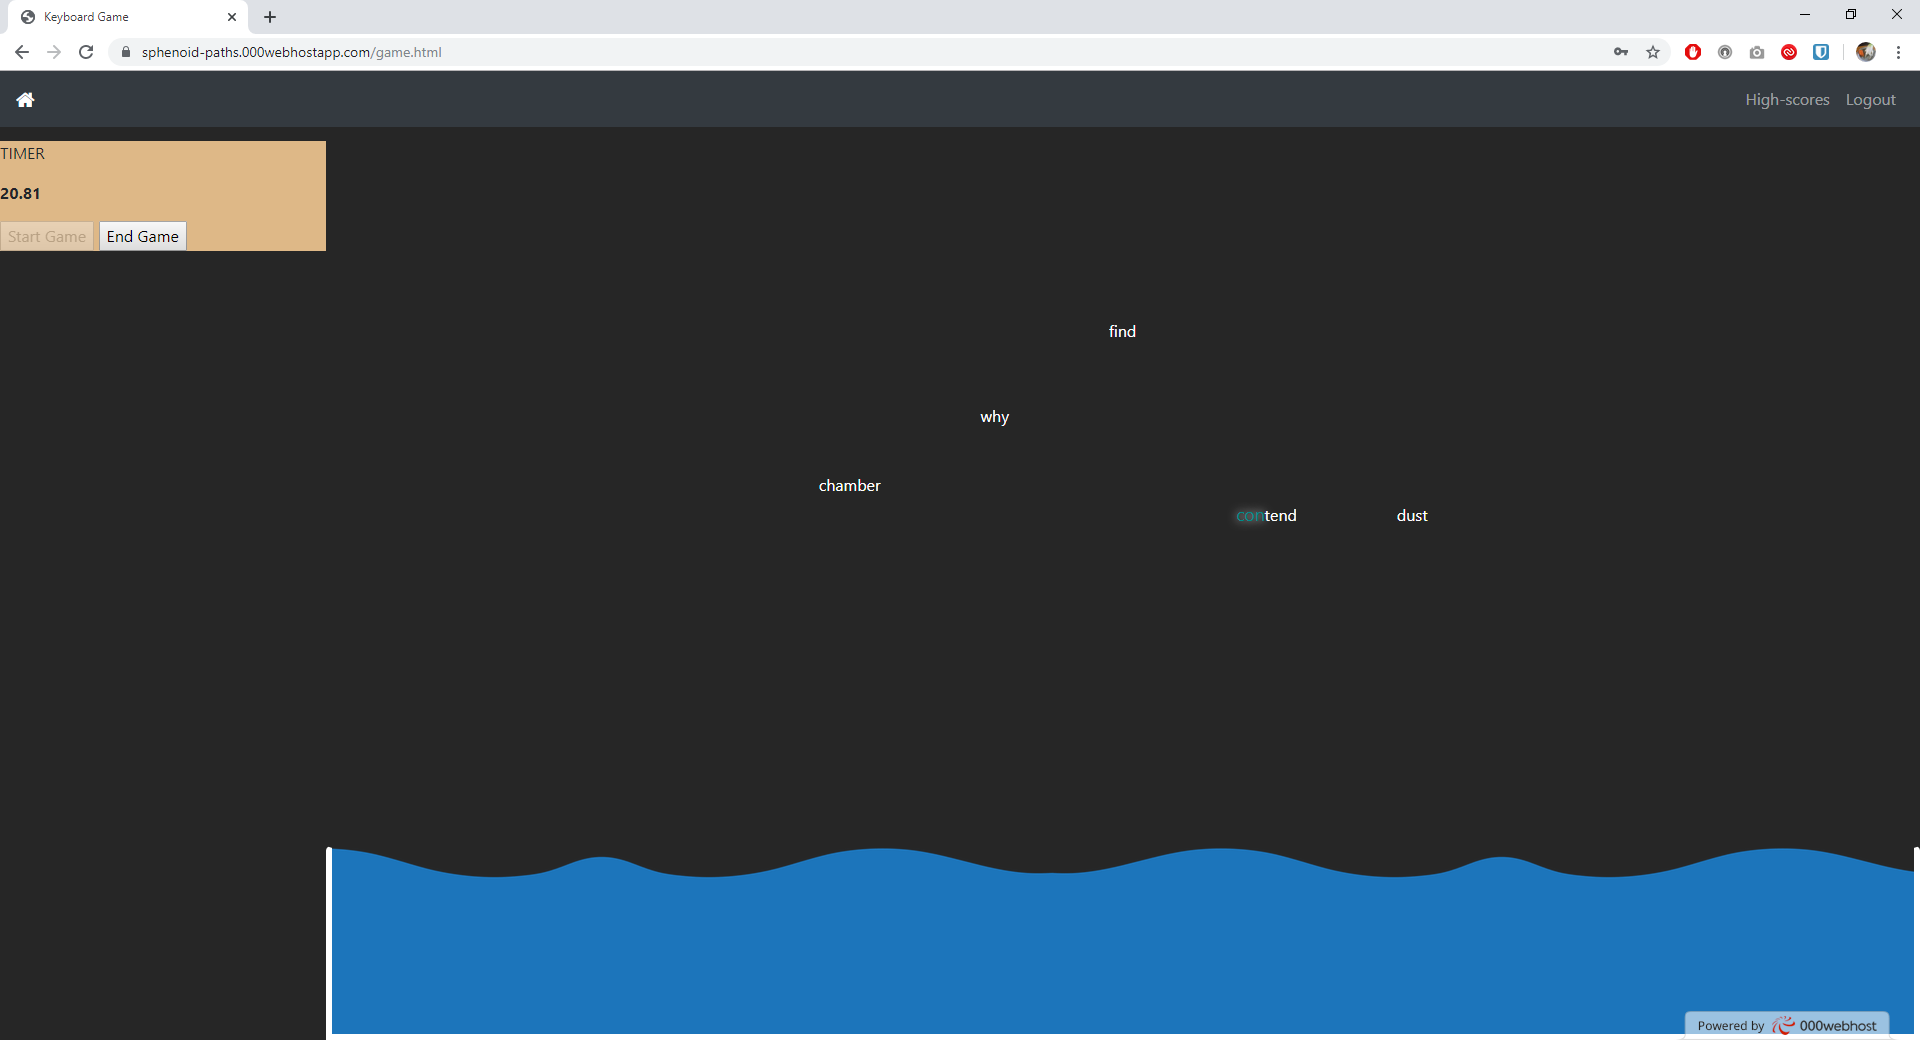 Keyboard Game
sphenoid-paths.000webhostapp.com/game.html
High-scores Logout
TIMER
20.81
Start Game End Game
find
why
chamber
contend dust
Powered by 000webhost